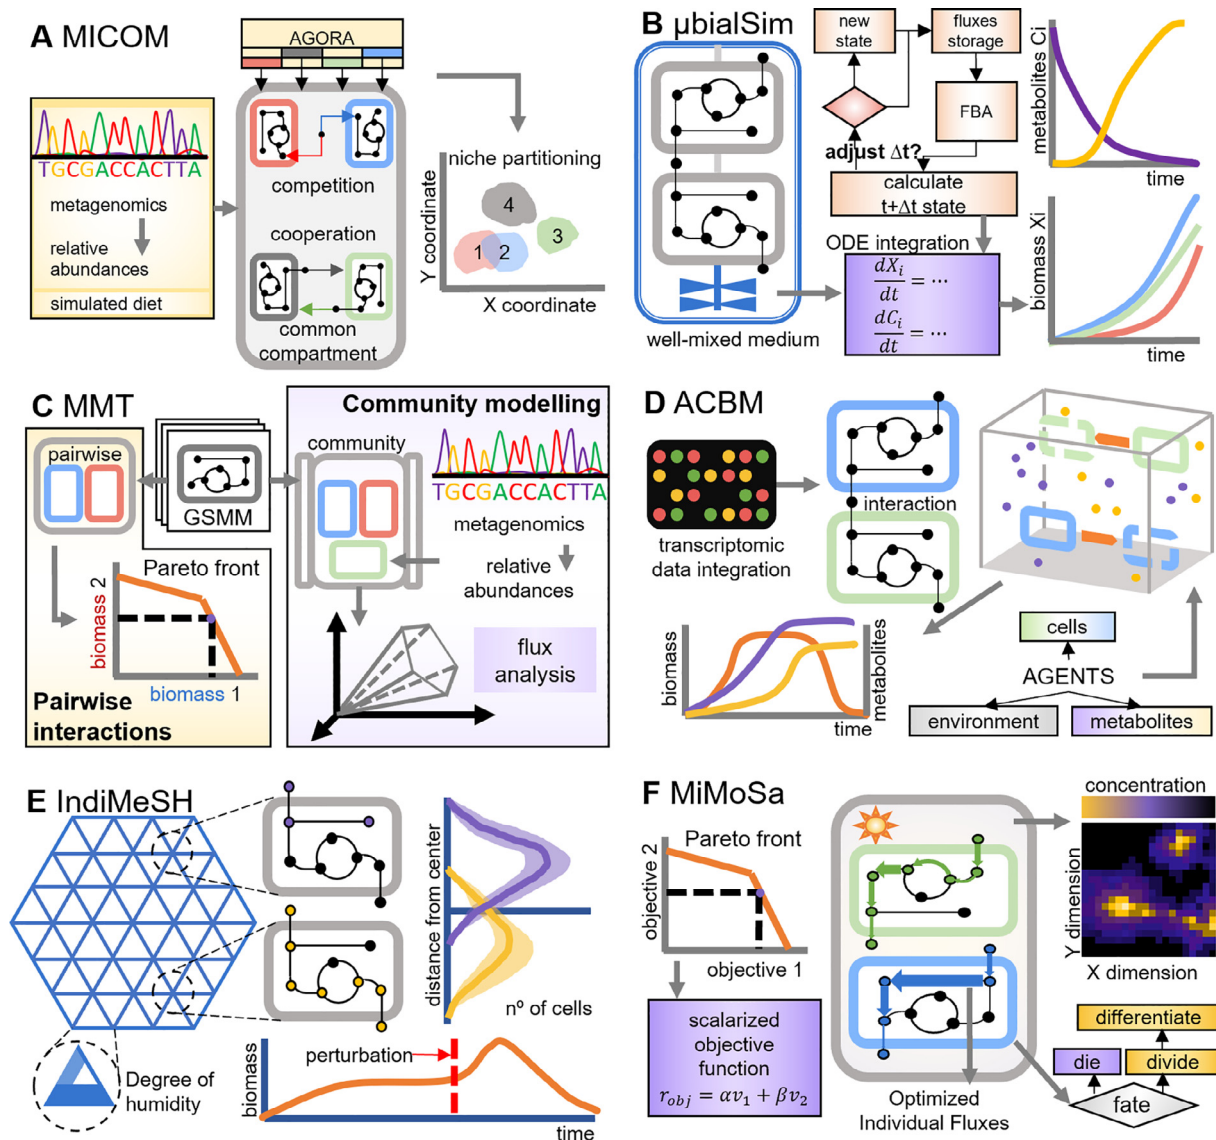 A MICOM
AGORA
TGCGACCACTTA
metagenomics
relative
abundances
simulated diet
competition
cooperation
common
compartment
niche partitioning
Y coordinate
4
3
1
2
X coordinate
B µbialSim
new
state
fluxes
storage
FBA
adjust Δt?
calculate
t+Δt state
ODE integration
dX_i/dt = ⋯
dC_i/dt = ⋯
well-mixed medium
metabolites Ci
time
biomass Xi
time
C MMT
pairwise
GSMM
Pareto front
biomass 2
biomass 1
Pairwise
interactions
Community modelling
community
TGCGACCACTTA
metagenomics
relative
abundances
flux
analysis
D ACBM
transcriptomic
data integration
interaction
biomass
metabolites
time
cells
AGENTS
environment
metabolites
E IndiMeSH
Degree of
humidity
distance from center
nº of cells
perturbation
biomass
time
F MiMoSa
Pareto front
objective 2
objective 1
scalarized
objective
function
r_obj = αv₁ + βv₂
Optimized
Individual Fluxes
concentration
Y dimension
X dimension
differentiate
die
divide
fate